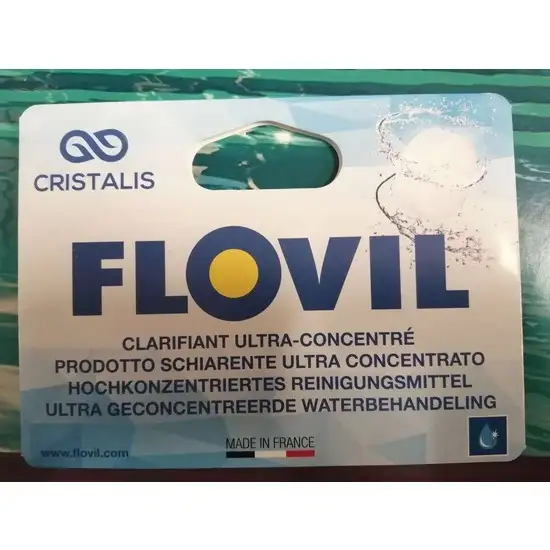 CRISTALIS
FLOVIL
CLARIFIANT ULTRA-CONCENTRÉ
PRODOTTO SCHIARENTE ULTRA CONCENTRATO
HOCHKONZENTRIERTES REINIGUNGSMITTEL
ULTRA GECONCENTREERDE WATERBEHANDELING
MADE IN FRANCE
www.flovil.com